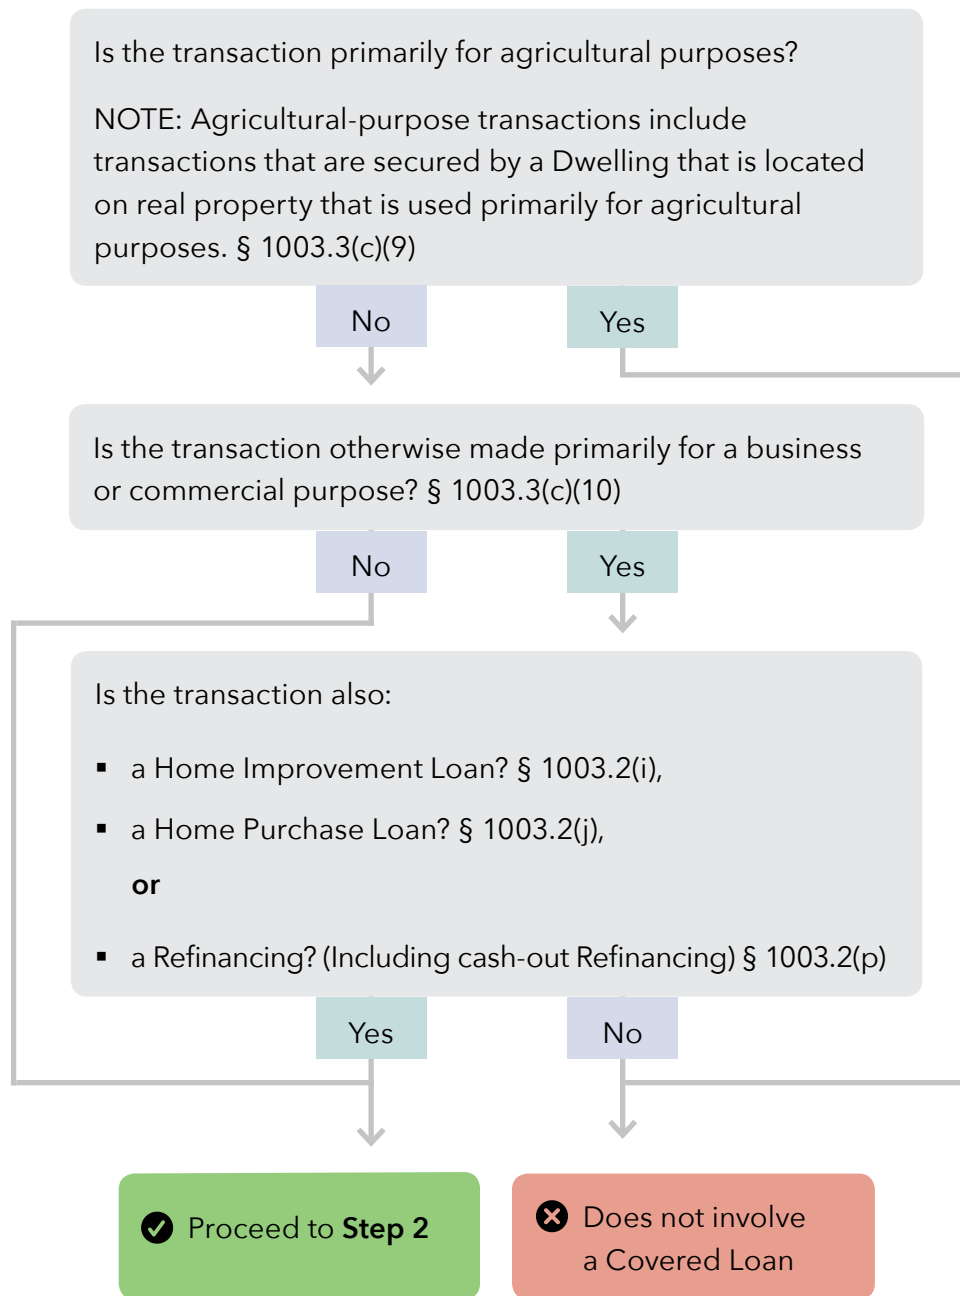 Is the transaction primarily for agricultural purposes?
NOTE: Agricultural-purpose transactions include
transactions that are secured by a Dwelling that is located
on real property that is used primarily for agricultural
purposes. § 1003.3(c)(9)
No
Yes
Is the transaction otherwise made primarily for a business
or commercial purpose? § 1003.3(c)(10)
No
Yes
Is the transaction also:
▪ a Home Improvement Loan? § 1003.2(i),
▪ a Home Purchase Loan? § 1003.2(j),
or
▪ a Refinancing? (Including cash-out Refinancing) § 1003.2(p)
Yes
No
Proceed to Step 2
Does not involve
a Covered Loan